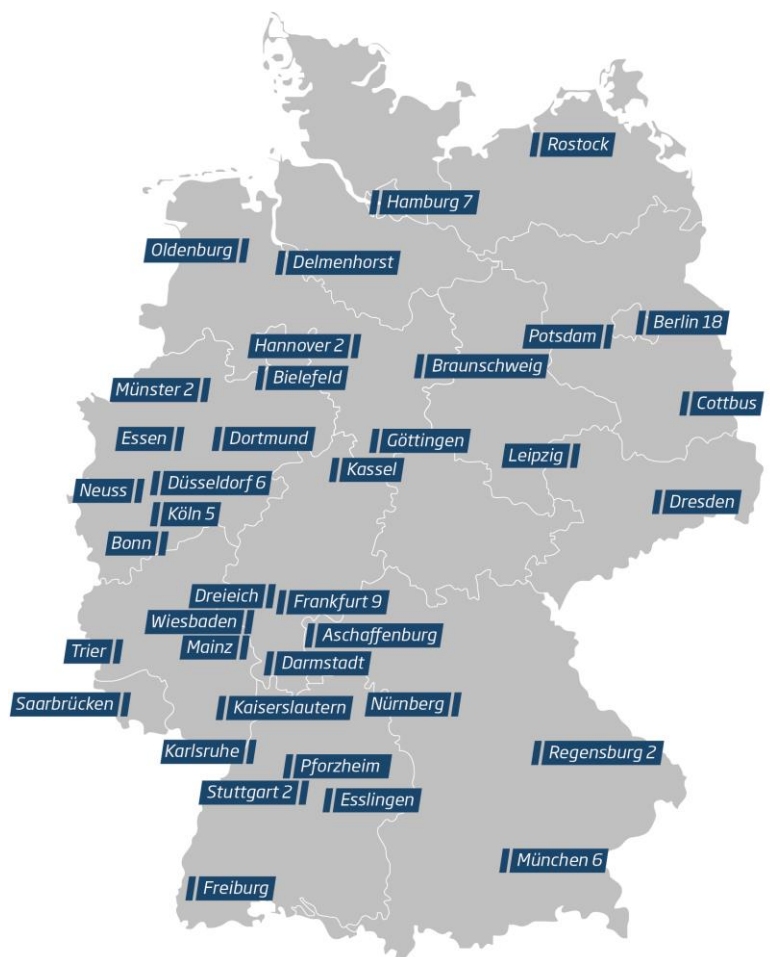 Rostock
Hamburg 7
Oldenburg
Delmenhorst
Berlin 18
Potsdam
Hannover 2
Braunschweig
Bielefeld
Münster 2
Cottbus
Essen
Dortmund
Göttingen
Leipzig
Kassel
Düsseldorf 6
Neuss
Dresden
Köln 5
Bonn
Dreieich
Frankfurt 9
Wiesbaden
Aschaffenburg
Mainz
Trier
Darmstadt
Saarbrücken
Kaiserslautern
Nürnberg
Karlsruhe
Regensburg 2
Pforzheim
Stuttgart 2
Esslingen
München 6
Freiburg